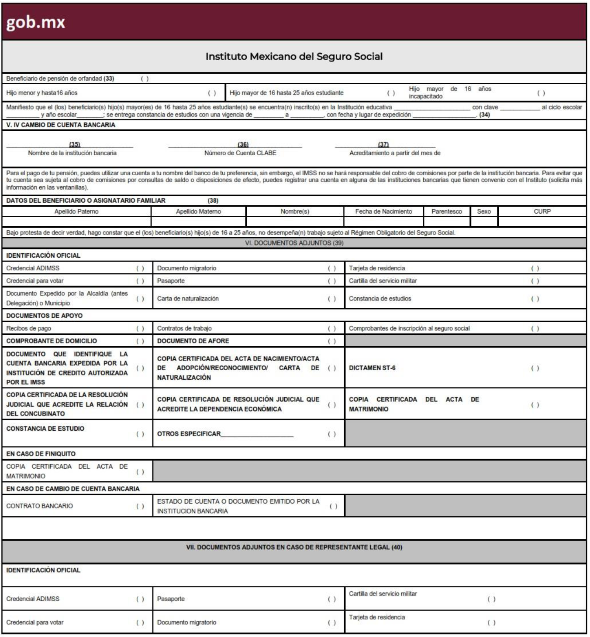 gob.mx
Instituto Mexicano del Seguro Social
Beneficiario de pensión de orfandad (33) ( )
Hijo menor y hasta16 años ( ) Hijo mayor de 16 hasta 25 años estudiante ( ) Hijo mayor de 16 años
incapacitado ( )
Manifiesto que el (los) beneficiario(s) hijo(s) mayor(es) de 16 hasta 25 años estudiante(s) se encuentra(n) inscrito(s) en la Institución educativa ____________________ con clave ________ al ciclo escolar
________ y año escolar________; se entrega constancia de estudios con una vigencia de ________ a ________, con fecha y lugar de expedición ________________. (34)
V. IV CAMBIO DE CUENTA BANCARIA
(35) (36) (37)
Nombre de la institución bancaria Número de Cuenta CLABE Acreditamiento a partir del mes de
Para el pago de tu pensión, puedes utilizar una cuenta a tu nombre del banco de tu preferencia, sin embargo, el IMSS no se hará responsable del cobro de comisiones por parte de la institución bancaria. Para evitar que
tu cuenta sea sujeta al cobro de comisiones por consultas de saldo o disposiciones de efecto, puedes registrar una cuenta en alguna de las instituciones bancarias que tienen convenio con el Instituto (solicita más
información en las ventanillas).
DATOS DEL BENEFICIARIO O ASIGNATARIO FAMILIAR (38)
Apellido Paterno Apellido Materno Nombre(s) Fecha de Nacimiento Parentesco Sexo CURP
Bajo protesta de decir verdad, hago constar que el (los) beneficiario(s) hijo(s) de 16 a 25 años, no desempeña(n) trabajo sujeto al Régimen Obligatorio del Seguro Social.
VI. DOCUMENTOS ADJUNTOS (39)
IDENTIFICACIÓN OFICIAL
Credencial ADIMSS ( ) Documento migratorio ( ) Tarjeta de residencia ( )
Credencial para votar ( ) Pasaporte ( ) Cartilla del servicio militar ( )
Documento Expedido por la Alcaldía (antes
Delegación) o Municipio ( ) Carta de naturalización ( ) Constancia de estudios ( )
DOCUMENTOS DE APOYO
Recibos de pago ( ) Contratos de trabajo ( ) Comprobantes de inscripción al seguro social ( )
COMPROBANTE DE DOMICILIO ( ) DOCUMENTO DE AFORE ( )
DOCUMENTO QUE IDENTIFIQUE LA
CUENTA BANCARIA EXPEDIDA POR LA
INSTITUCIÓN DE CREDITO AUTORIZADA
POR EL IMSS ( )
COPIA CERTIFICADA DEL ACTA DE NACIMIENTO/ACTA
DE ADOPCIÓN/RECONOCIMIENTO/ CARTA DE
NATURALIZACIÓN ( )
DICTAMEN ST-6 ( )
COPIA CERTIFICADA DE LA RESOLUCIÓN
JUDICIAL QUE ACREDITE LA RELACIÓN
DEL CONCUBINATO ( )
COPIA CERTIFICADA DE RESOLUCIÓN JUDICIAL QUE
ACREDITE LA DEPENDENCIA ECONÓMICA ( )
COPIA CERTIFICADA DEL ACTA DE
MATRIMONIO ( )
CONSTANCIA DE ESTUDIO ( ) OTROS ESPECIFICAR____________________ ( )
EN CASO DE FINIQUITO
COPIA CERTIFICADA DEL ACTA DE
MATRIMONIO ( )
EN CASO DE CAMBIO DE CUENTA BANCARIA
CONTRATO BANCARIO ( ) ESTADO DE CUENTA O DOCUMENTO EMITIDO POR LA
INSTITUCION BANCARIA ( )
VII. DOCUMENTOS ADJUNTOS EN CASO DE REPRESENTANTE LEGAL (40)
IDENTIFICACIÓN OFICIAL
Credencial ADIMSS ( ) Pasaporte ( ) Cartilla del servicio militar ( )
Credencial para votar ( ) Documento migratorio ( ) Tarjeta de residencia ( )